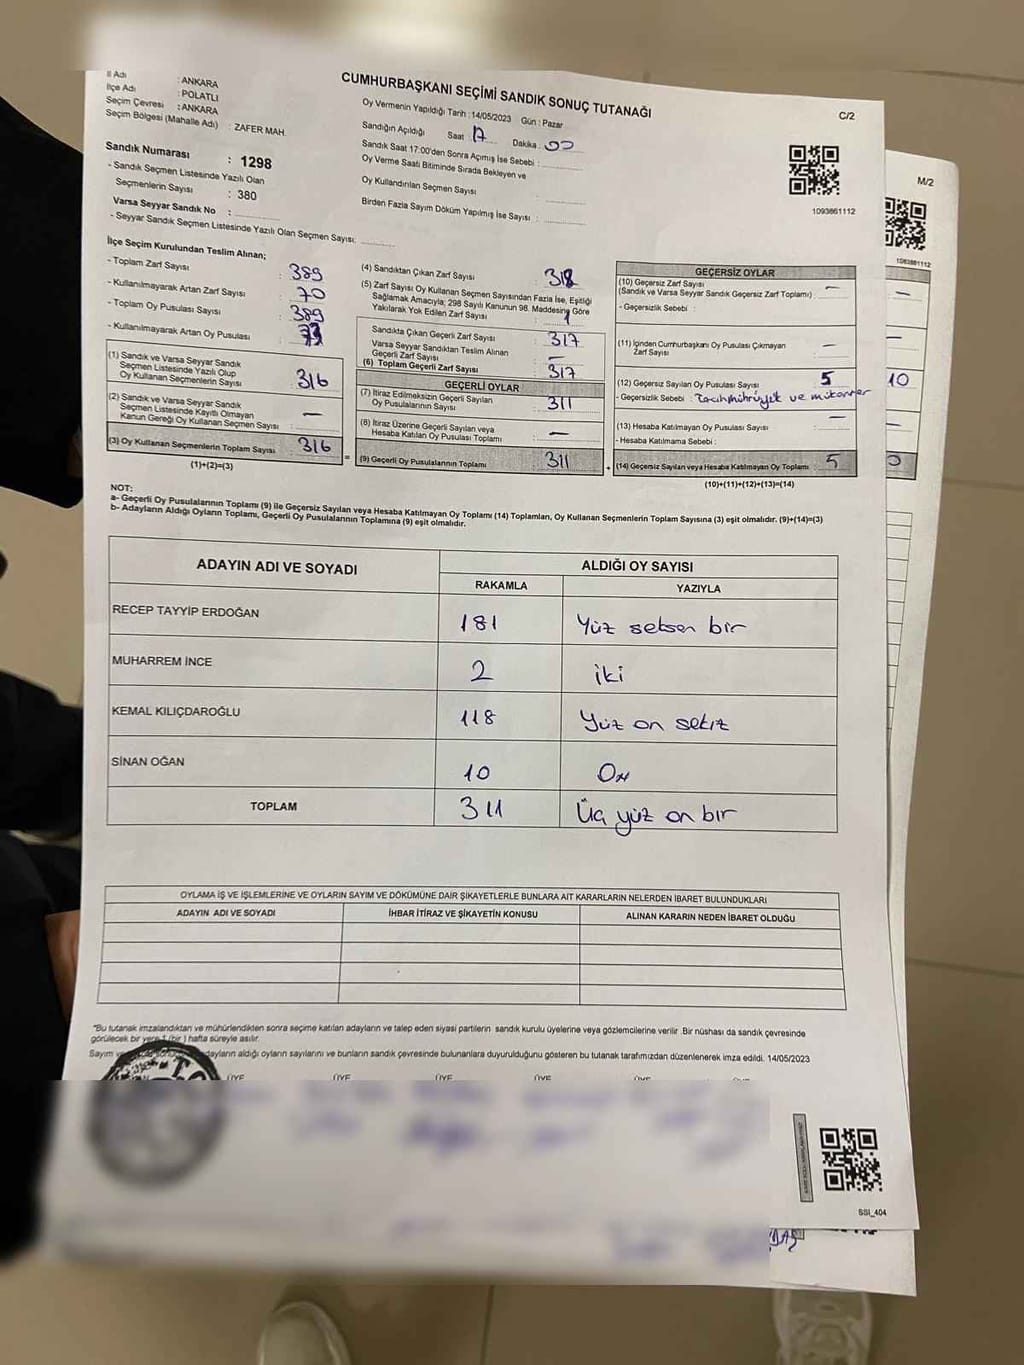 CUMHURBAŞKANI SEÇİMİ SANDIK SONUÇ TUTANAĞI
C/2
İl Adı : ANKARA
İlçe Adı : POLATLI
Seçim Çevresi : ANKARA
Seçim Bölgesi (Mahalle Adı) : ZAFER MAH.
Sandık Numarası : 1298
- Sandık Seçmen Listesinde Yazılı Olan
Seçmenlerin Sayısı : 380
Varsa Seyyar Sandık No :
- Seyyar Sandık Seçmen Listesinde Yazılı Olan Seçmen Sayısı:
Oy Vermenin Yapıldığı Tarih : 14/05/2023 Gün : Pazar
Sandığın Açıldığı Saat : 17 Dakika : 00
Sandık Saat 17:00'den Sonra Açımış İse Sebebi :
Oy Verme Saati Bitiminde Sırada Bekleyen ve
Oy Kullandırılan Seçmen Sayısı
Birden Fazla Sayım Döküm Yapılmış İse Sayısı :
1093861112
M/2
1093861112
İlçe Seçim Kurulundan Teslim Alınan;
- Toplam Zarf Sayısı : 389
- Kullanılmayarak Artan Zarf Sayısı : 70
- Toplam Oy Pusulası Sayısı : 389
- Kullanılmayarak Artan Oy Pusulası :
(1) Sandık ve Varsa Seyyar Sandık
Seçmen Listesinde Yazılı Olup
Oy Kullanan Seçmenlerin Sayısı : 316
(2) Sandık ve Varsa Seyyar Sandık
Seçmen Listesinde Kayıtlı Olmayan
Kanun Gereği Oy Kullanan Seçmen Sayısı : —
(3) Oy Kullanan Seçmenlerin Toplam Sayısı : 316
(1)+(2)=(3)
(4) Sandıktan Çıkan Zarf Sayısı : 318
(5) Zarf Sayısı Oy Kullanan Seçmen Sayısından Fazla İse, Eşitliği
Sağlamak Amacıyla; 298 Sayılı Kanunun 98. Maddesine Göre
Yakılarak Yok Edilen Zarf Sayısı : 1
Sandıkta Çıkan Geçerli Zarf Sayısı : 317
Varsa Seyyar Sandıktan Teslim Alınan
Geçerli Zarf Sayısı : —
(6) Toplam Geçerli Zarf Sayısı : 317
GEÇERLİ OYLAR
(7) İtiraz Edilmeksizin Geçerli Sayılan
Oy Pusulasının Sayısı : 311
(8) İtiraz Üzerine Geçerli Sayılan veya
Hesaba Katılan Oy Pusulası Toplamı : —
(9) Geçerli Oy Pusulalarının Toplamı : 311
GEÇERSİZ OYLAR
(10) Geçersiz Zarf Sayısı
(Sandık ve Varsa Seyyar Sandık Geçersiz Zarf Toplamı) : —
- Geçersizlik Sebebi :
(11) İçinden Cumhurbaşkanı Oy Pusulası Çıkmayan
Zarf Sayısı : —
(12) Geçersiz Sayılan Oy Pusulası Sayısı : 5
- Geçersizlik Sebebi : ve mükerrer
(13) Hesaba Katılmayan Oy Pusulası Sayısı : —
- Hesaba Katılmama Sebebi :
(14) Geçersiz Sayılan veya Hesaba Katılmayan Oy Toplamı : 5
(10)+(11)+(12)+(13)=(14)
10
NOT:
a- Geçerli Oy Pusulalarının Toplamı (9) ile Geçersiz Sayılan veya Hesaba Katılmayan Oy Toplamı (14) Toplamları, Oy Kullanan Seçmenlerin Toplam Sayısına (3) eşit olmalıdır. (9)+(14)=(3)
b- Adayların Aldığı Oyların Toplamı, Geçerli Oy Pusulalarının Toplamına (9) eşit olmalıdır.
ADAYIN ADI VE SOYADI ALDIĞI OY SAYISI
RAKAMLA YAZIYLA
RECEP TAYYİP ERDOĞAN 181 Yüz seksen bir
MUHARREM İNCE 2 iki
KEMAL KILIÇDAROĞLU 118 Yüz on sekiz
SİNAN OĞAN 10 On
TOPLAM 311 Üç yüz on bir
OYLAMA İŞ VE İŞLEMLERİNE VE OYLARIN SAYIM VE DÖKÜMÜNE DAİR ŞİKAYETLERLE BUNLARA AİT KARARLARIN NELERDEN İBARET BULUNDUKLARI
ADAYIN ADI VE SOYADI İHBAR İTİRAZ VE ŞİKAYETİN KONUSU ALINAN KARARIN NEDEN İBARET OLDUĞU
*Bu tutanak imzalandıktan ve mühürlendikten sonra seçime katılan adayların ve talep eden siyasi partilerin sandık kurulu üyelerine veya gözlemcilerine verilir .Bir nüshası da sandık çevresinde
görülecek bir yere 1 (bir ) hafta süreyle asılır.
Sayım ve adayların aldığı oyların sayılarını ve bunların sandık çevresinde bulunanlara duyurulduğunu gösteren bu tutanak tarafımızdan düzenlenerek imza edildi. 14/05/2023
ÜYE ÜYE ÜYE ÜYE ÜYE
SSI_404